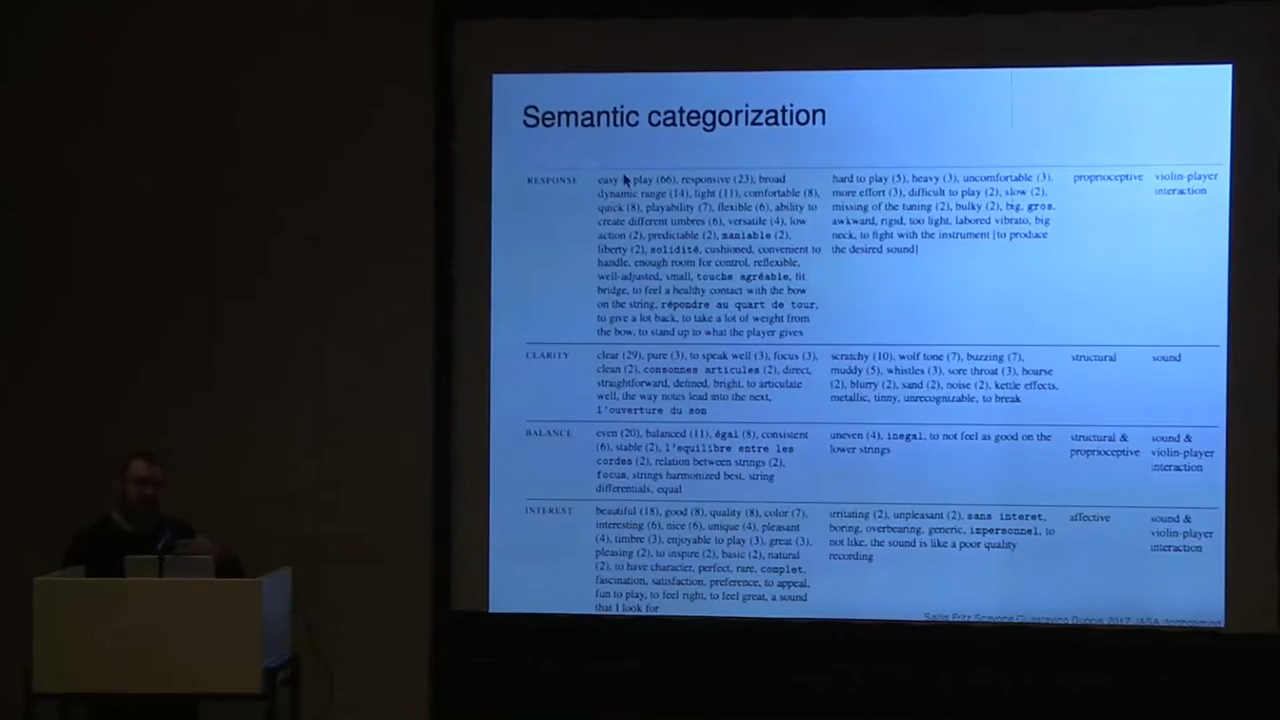 Semantic categorization
RESPONSE
easy play (66), responsive (23), broad
dynamic range (14), light (11), comfortable (8),
quick (8), playability (7), flexible (6), ability to
create different timbres (6), versatile (4), low
action (2), predictable (2), maniable (2),
liberty (2), solidité, cushioned, convenient to
handle, enough room for control, reflexible,
well-adjusted, small, touche agréable, fit
bridge, to feel a healthy contact with the bow
on the string, répondre au quart de tour,
to give a lot back, to take a lot of weight from
the bow, to stand up to what the player gives
hard to play (5), heavy (3), uncomfortable (3),
more effort (3), difficult to play (2), slow (2),
missing of the tuning (2), bulky (2), big, gros,
awkward, rigid, too light, labored vibrato, big
neck, to fight with the instrument [to produce
the desired sound]
proprioceptive
violin-player
interaction
CLARITY
clear (29), pure (3), to speak well (3), focus (3),
clean (2), consonnes articules (2), direct,
straightforward, defined, bright, to articulate
well, the way notes lead into the next,
l'ouverture du son
scratchy (10), wolf tone (7), buzzing (7),
muddy (5), whistles (3), sore throat (3), hoarse
(2), blurry (2), sand (2), noise (2), kettle effects,
metallic, tinny, unrecognizable, to break
structural
sound
BALANCE
even (20), balanced (11), égal (8), consistent
(6), stable (2), l'equilibre entre les
cordes (2), relation between strings (2),
focus, strings harmonized best, string
differentials, equal
uneven (4), inegal, to not feel as good on the
lower strings
structural &
proprioceptive
sound &
violin-player
interaction
INTEREST
beautiful (18), good (8), quality (8), color (7),
interesting (6), nice (6), unique (4), pleasant
(4), timbre (3), enjoyable to play (3), great (3),
pleasing (2), to inspire (2), basic (2), natural
(2), to have character, perfect, rare, complet,
fascination, satisfaction, preference, to appeal,
fun to play, to feel right, to feel great, a sound
that I look for
irritating (2), unpleasant (2), sans interet,
boring, overbearing, generic, impersonnel, to
not like, the sound is like a poor quality
recording
affective
sound &
violin-player
interaction